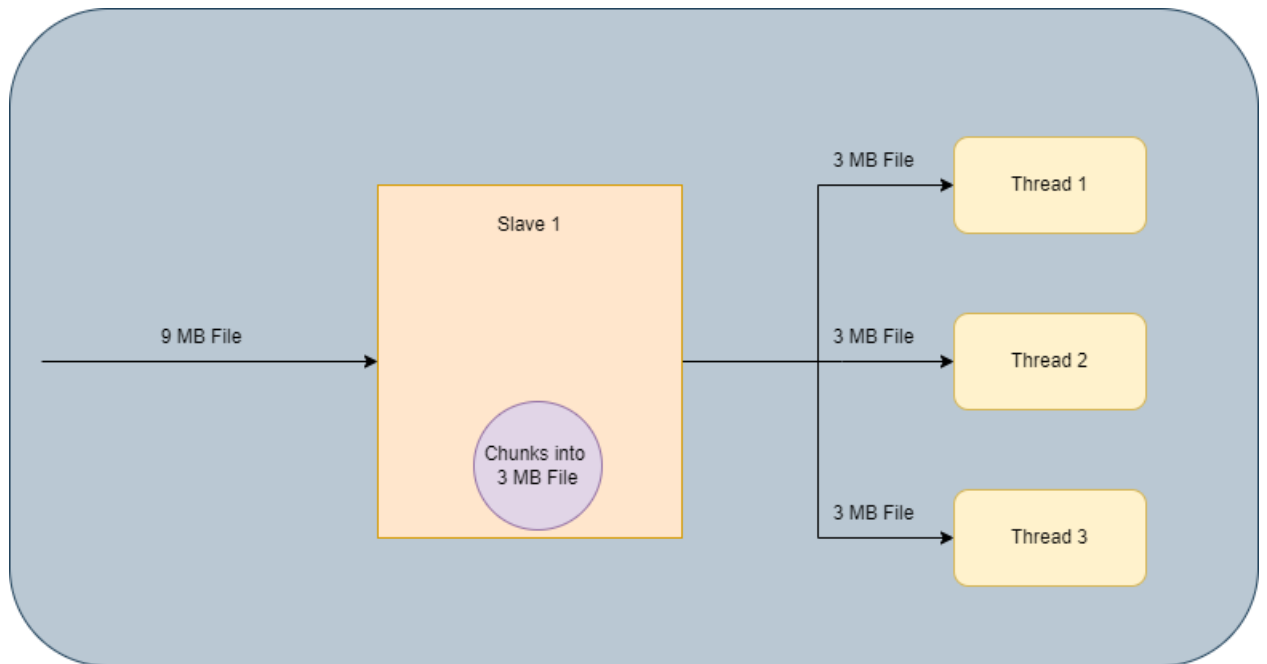 3 MB File
Thread 1
Slave 1
9 MB File
3 MB File
Thread 2
Chunks into
3 MB File
3 MB File
Thread 3